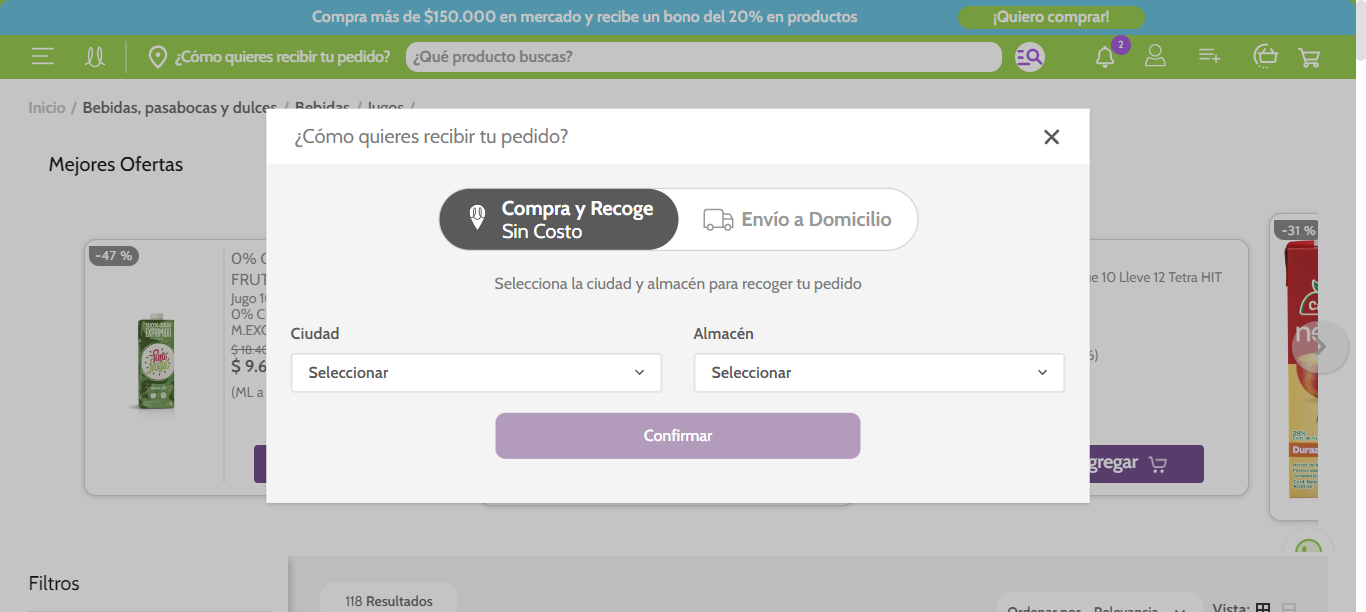 Compra más de $150.000 en mercado y recibe un bono del 20% en productos
¡Quiero comprar!
¿Cómo quieres recibir tu pedido?
¿Qué producto buscas?
2
Inicio / Bebidas, pasabocas y dulces / Bebidas / Jugos /
¿Cómo quieres recibir tu pedido?
Mejores Ofertas
Compra y Recoge
Sin Costo
Envío a Domicilio
Selecciona la ciudad y almacén para recoger tu pedido
Ciudad
Almacén
Seleccionar
Seleccionar
Confirmar
-47 %
0% C
FRUT
Jugo 1
0% C
M.EXC
$ 18.40
$ 9.6
(ML a
10 Lleve 12 Tetra HIT
gregar
-31 %
Filtros
118 Resultados
Ordenar por Relevancia
Vista: